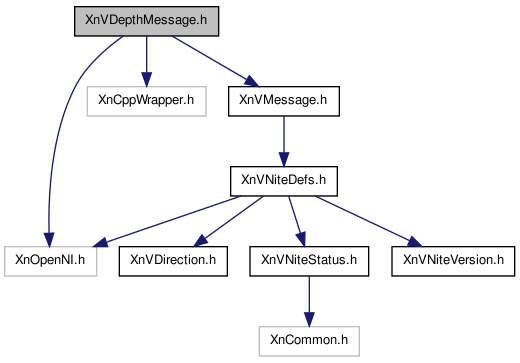 XnVDepthMessage.h
XnCppWrapper.h
XnVMessage.h
XnVNiteDefs.h
XnOpenNI.h
XnVDirection.h
XnVNiteStatus.h
XnVNiteVersion.h
XnCommon.h